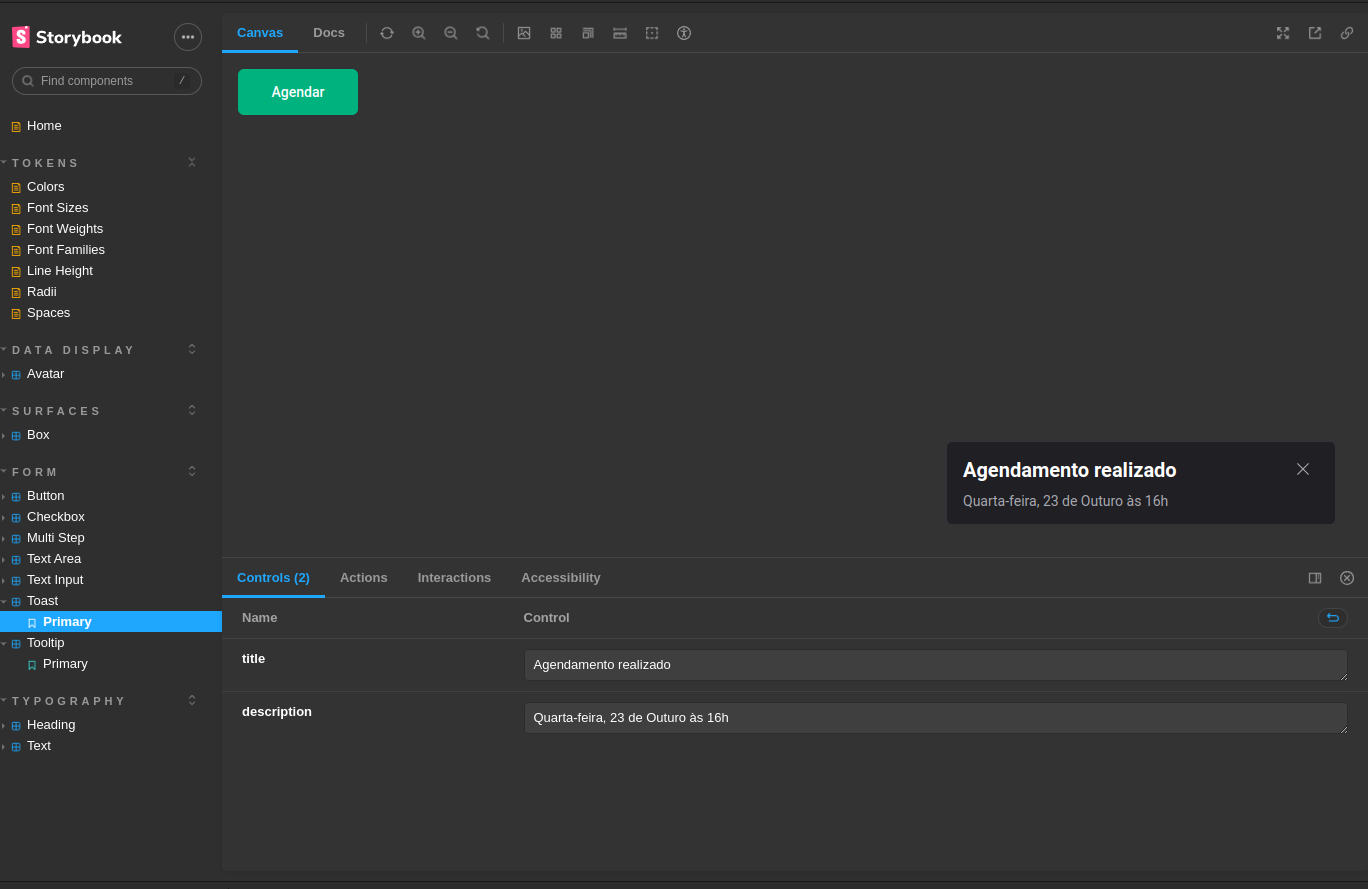 Storybook
Find components
/
Home
TOKENS
Colors
Font Sizes
Font Weights
Font Families
Line Height
Radii
Spaces
DATA DISPLAY
Avatar
SURFACES
Box
FORM
Button
Checkbox
Multi Step
Text Area
Text Input
Toast
Primary
Tooltip
Primary
TYPOGRAPHY
Heading
Text
Canvas Docs
Agendar
Agendamento realizado
Quarta-feira, 23 de Outuro às 16h
Controls (2) Actions Interactions Accessibility
Name Control
title Agendamento realizado
description Quarta-feira, 23 de Outuro às 16h